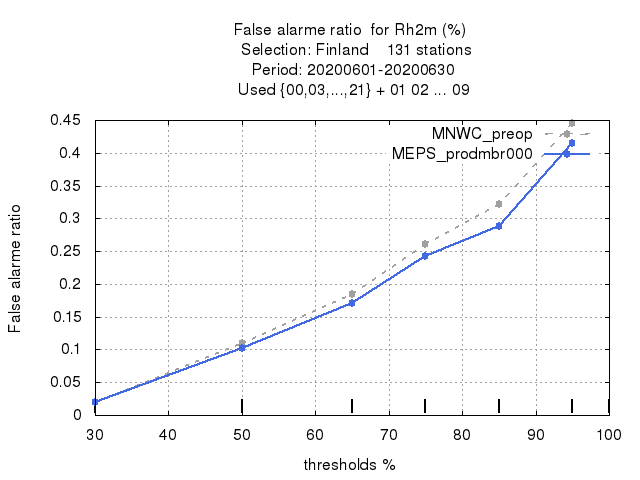 False alarme ratio  for Rh2m (%)
Selection: Finland    131 stations
Period: 20200601-20200630
Used {00,03,...,21} + 01 02 ... 09
MNWC_preop
MEPS_prodmbr000
False alarme ratio
0.45
0.4
0.35
0.3
0.25
0.2
0.15
0.1
0.05
0
30 40 50 60 70 80 90 100
thresholds %